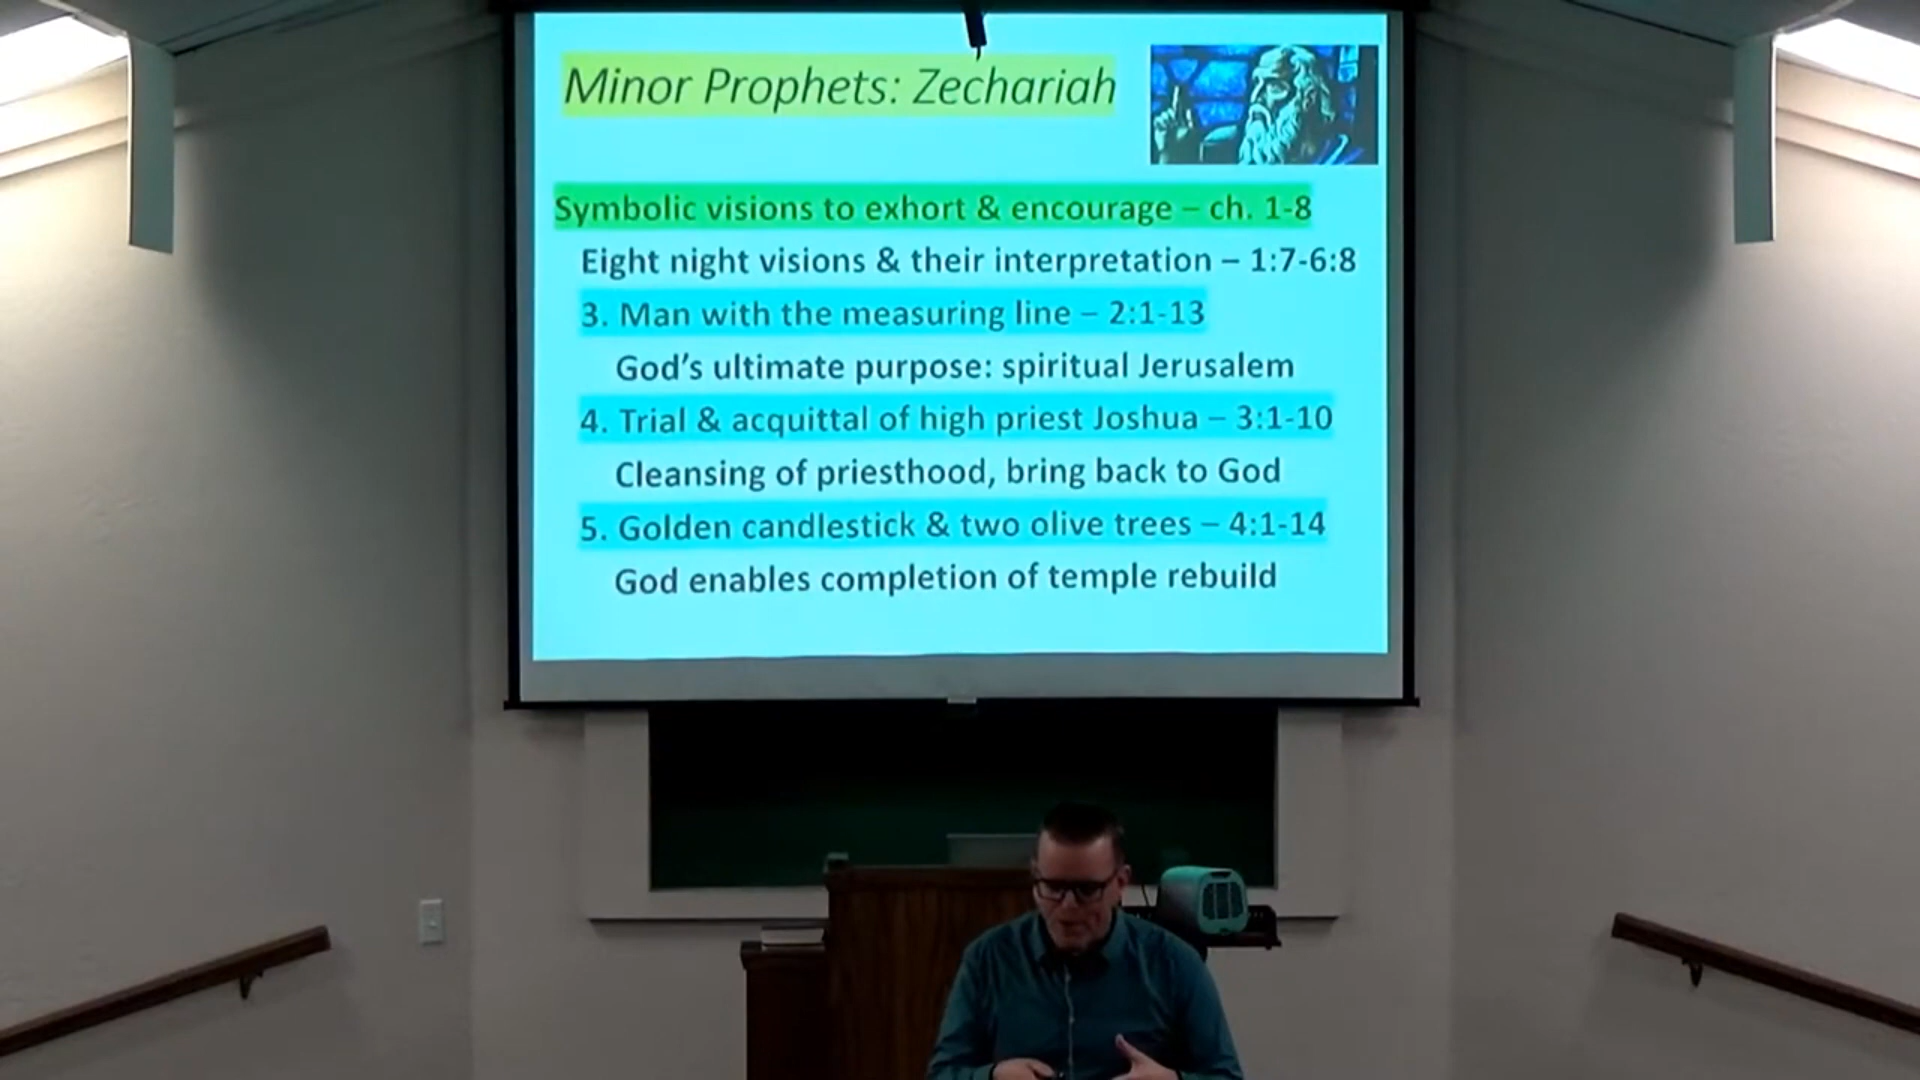 Minor Prophets: Zechariah
Symbolic visions to exhort & encourage – ch. 1-8
Eight night visions & their interpretation – 1:7-6:8
3. Man with the measuring line – 2:1-13
God’s ultimate purpose: spiritual Jerusalem
4. Trial & acquittal of high priest Joshua – 3:1-10
Cleansing of priesthood, bring back to God
5. Golden candlestick & two olive trees – 4:1-14
God enables completion of temple rebuild